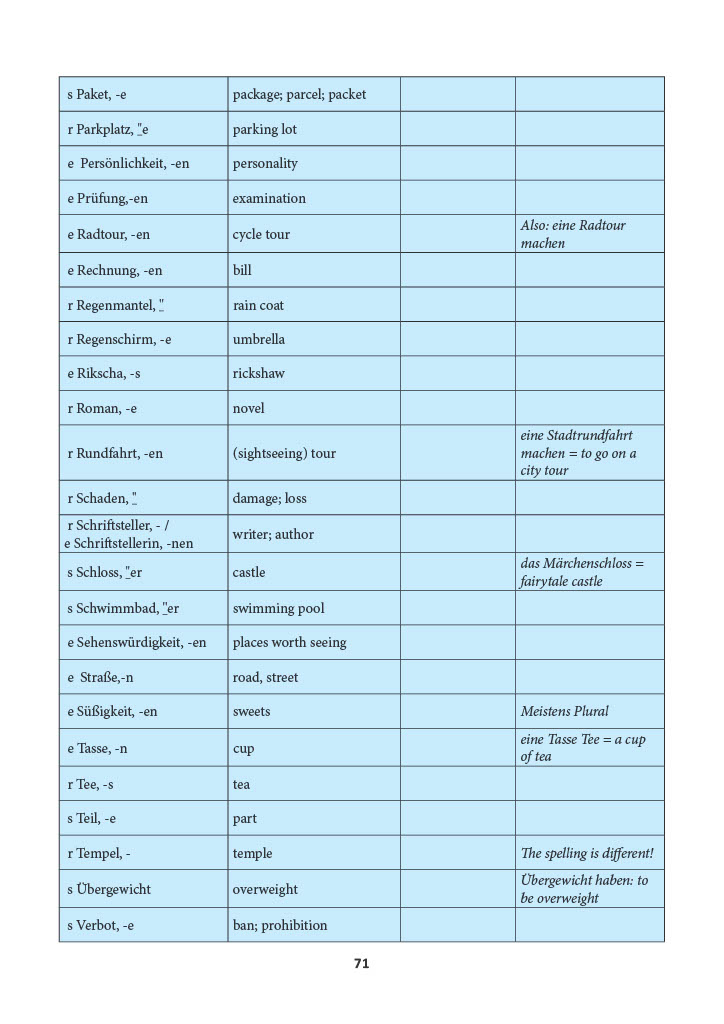 s Paket, -e package; parcel; packet
r Parkplatz, ¨e parking lot
e Persönlichkeit, -en personality
e Prüfung,-en examination
e Radtour, -en cycle tour Also: eine Radtour
machen
e Rechnung, -en bill
r Regenmantel, ¨ rain coat
r Regenschirm, -e umbrella
e Rikscha, -s rickshaw
r Roman, -e novel
r Rundfahrt, -en (sightseeing) tour eine Stadtrundfahrt
machen = to go on a
city tour
r Schaden, ¨ damage; loss
r Schriftsteller, - /
e Schriftstellerin, -nen writer; author
s Schloss, ¨er castle das Märchenschloss =
fairytale castle
s Schwimmbad, ¨er swimming pool
e Sehenswürdigkeit, -en places worth seeing
e Straße,-n road, street
e Süßigkeit, -en sweets Meistens Plural
e Tasse, -n cup eine Tasse Tee = a cup
of tea
r Tee, -s tea
s Teil, -e part
r Tempel, - temple The spelling is different!
s Übergewicht overweight Übergewicht haben: to
be overweight
s Verbot, -e ban; prohibition
71